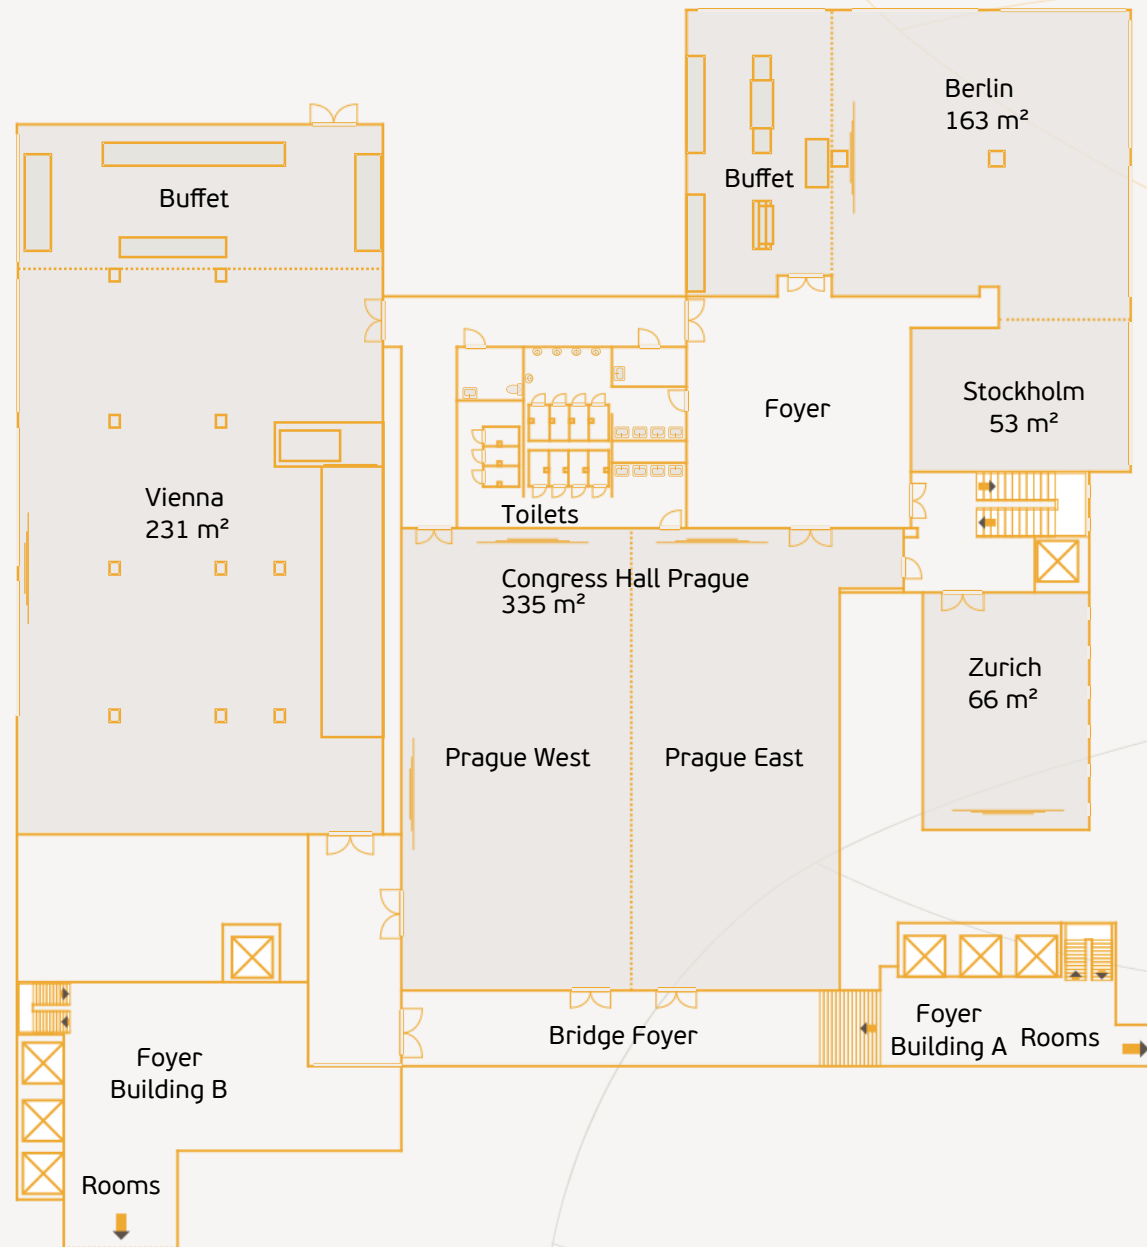 Berlin
163 m²
Buffet
Buffet
Stockholm
53 m²
Foyer
Vienna
231 m²
Toilets
Congress Hall Prague
335 m²
Zurich
66 m²
Prague West
Prague East
Bridge Foyer
Foyer
Building A
Rooms
Foyer
Building B
Rooms